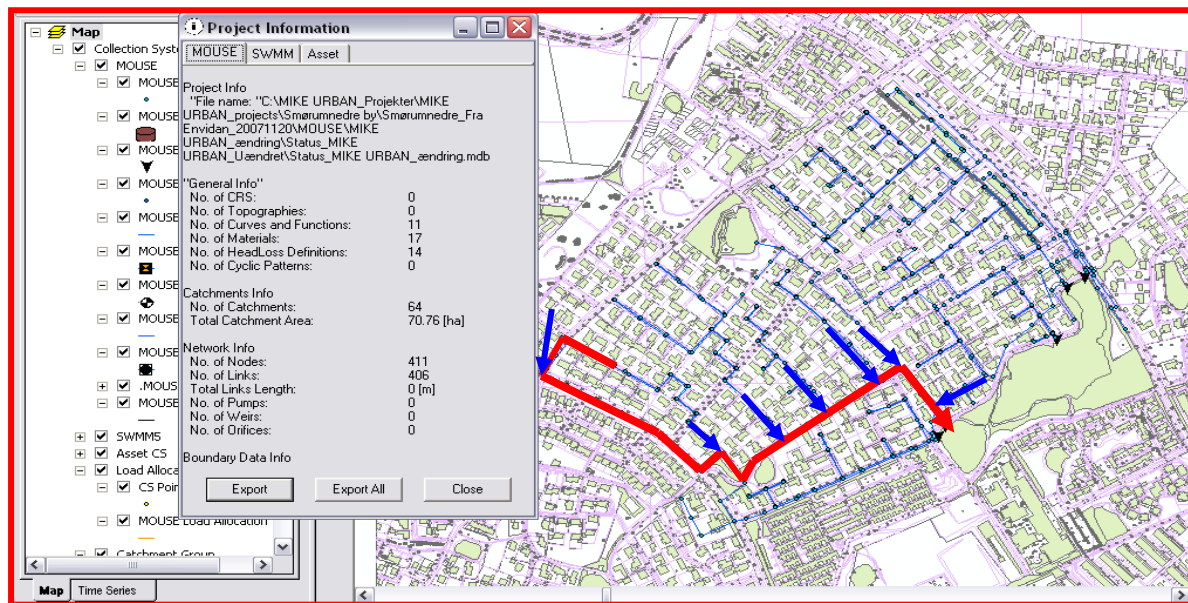 Map
Collection Syste
MOUSE
MOUSE
MOUSE
MOUSE
MOUSE
MOUSE
MOUSE
MOUSE
MOUSE
.MOUS
MOUSE
SWMM5
Asset CS
Load Alloca
CS Poin
MOUSE Load Allocation
Catchment Group
Map Time Series
Project Information
MOUSE SWMM Asset
Project Info
"File name: "C:\MIKE URBAN_Projekter\MIKE
URBAN_projects\Smørumnedre by\Smørumnedre_Fra
Envidan_20071120\MOUSE\MIKE
URBAN_ændring\Status_MIKE
URBAN_Uændret\Status_MIKE URBAN_ændring.mdb
"General Info"
No. of CRS: 0
No. of Topographies: 0
No. of Curves and Functions: 11
No. of Materials: 17
No. of HeadLoss Definitions: 14
No. of Cyclic Patterns: 0
Catchments Info
No. of Catchments: 64
Total Catchment Area: 70.76 [ha]
Network Info
No. of Nodes: 411
No. of Links: 406
Total Links Length: 0 [m]
No. of Pumps: 0
No. of Weirs: 0
No. of Orifices: 0
Boundary Data Info
Export Export All Close